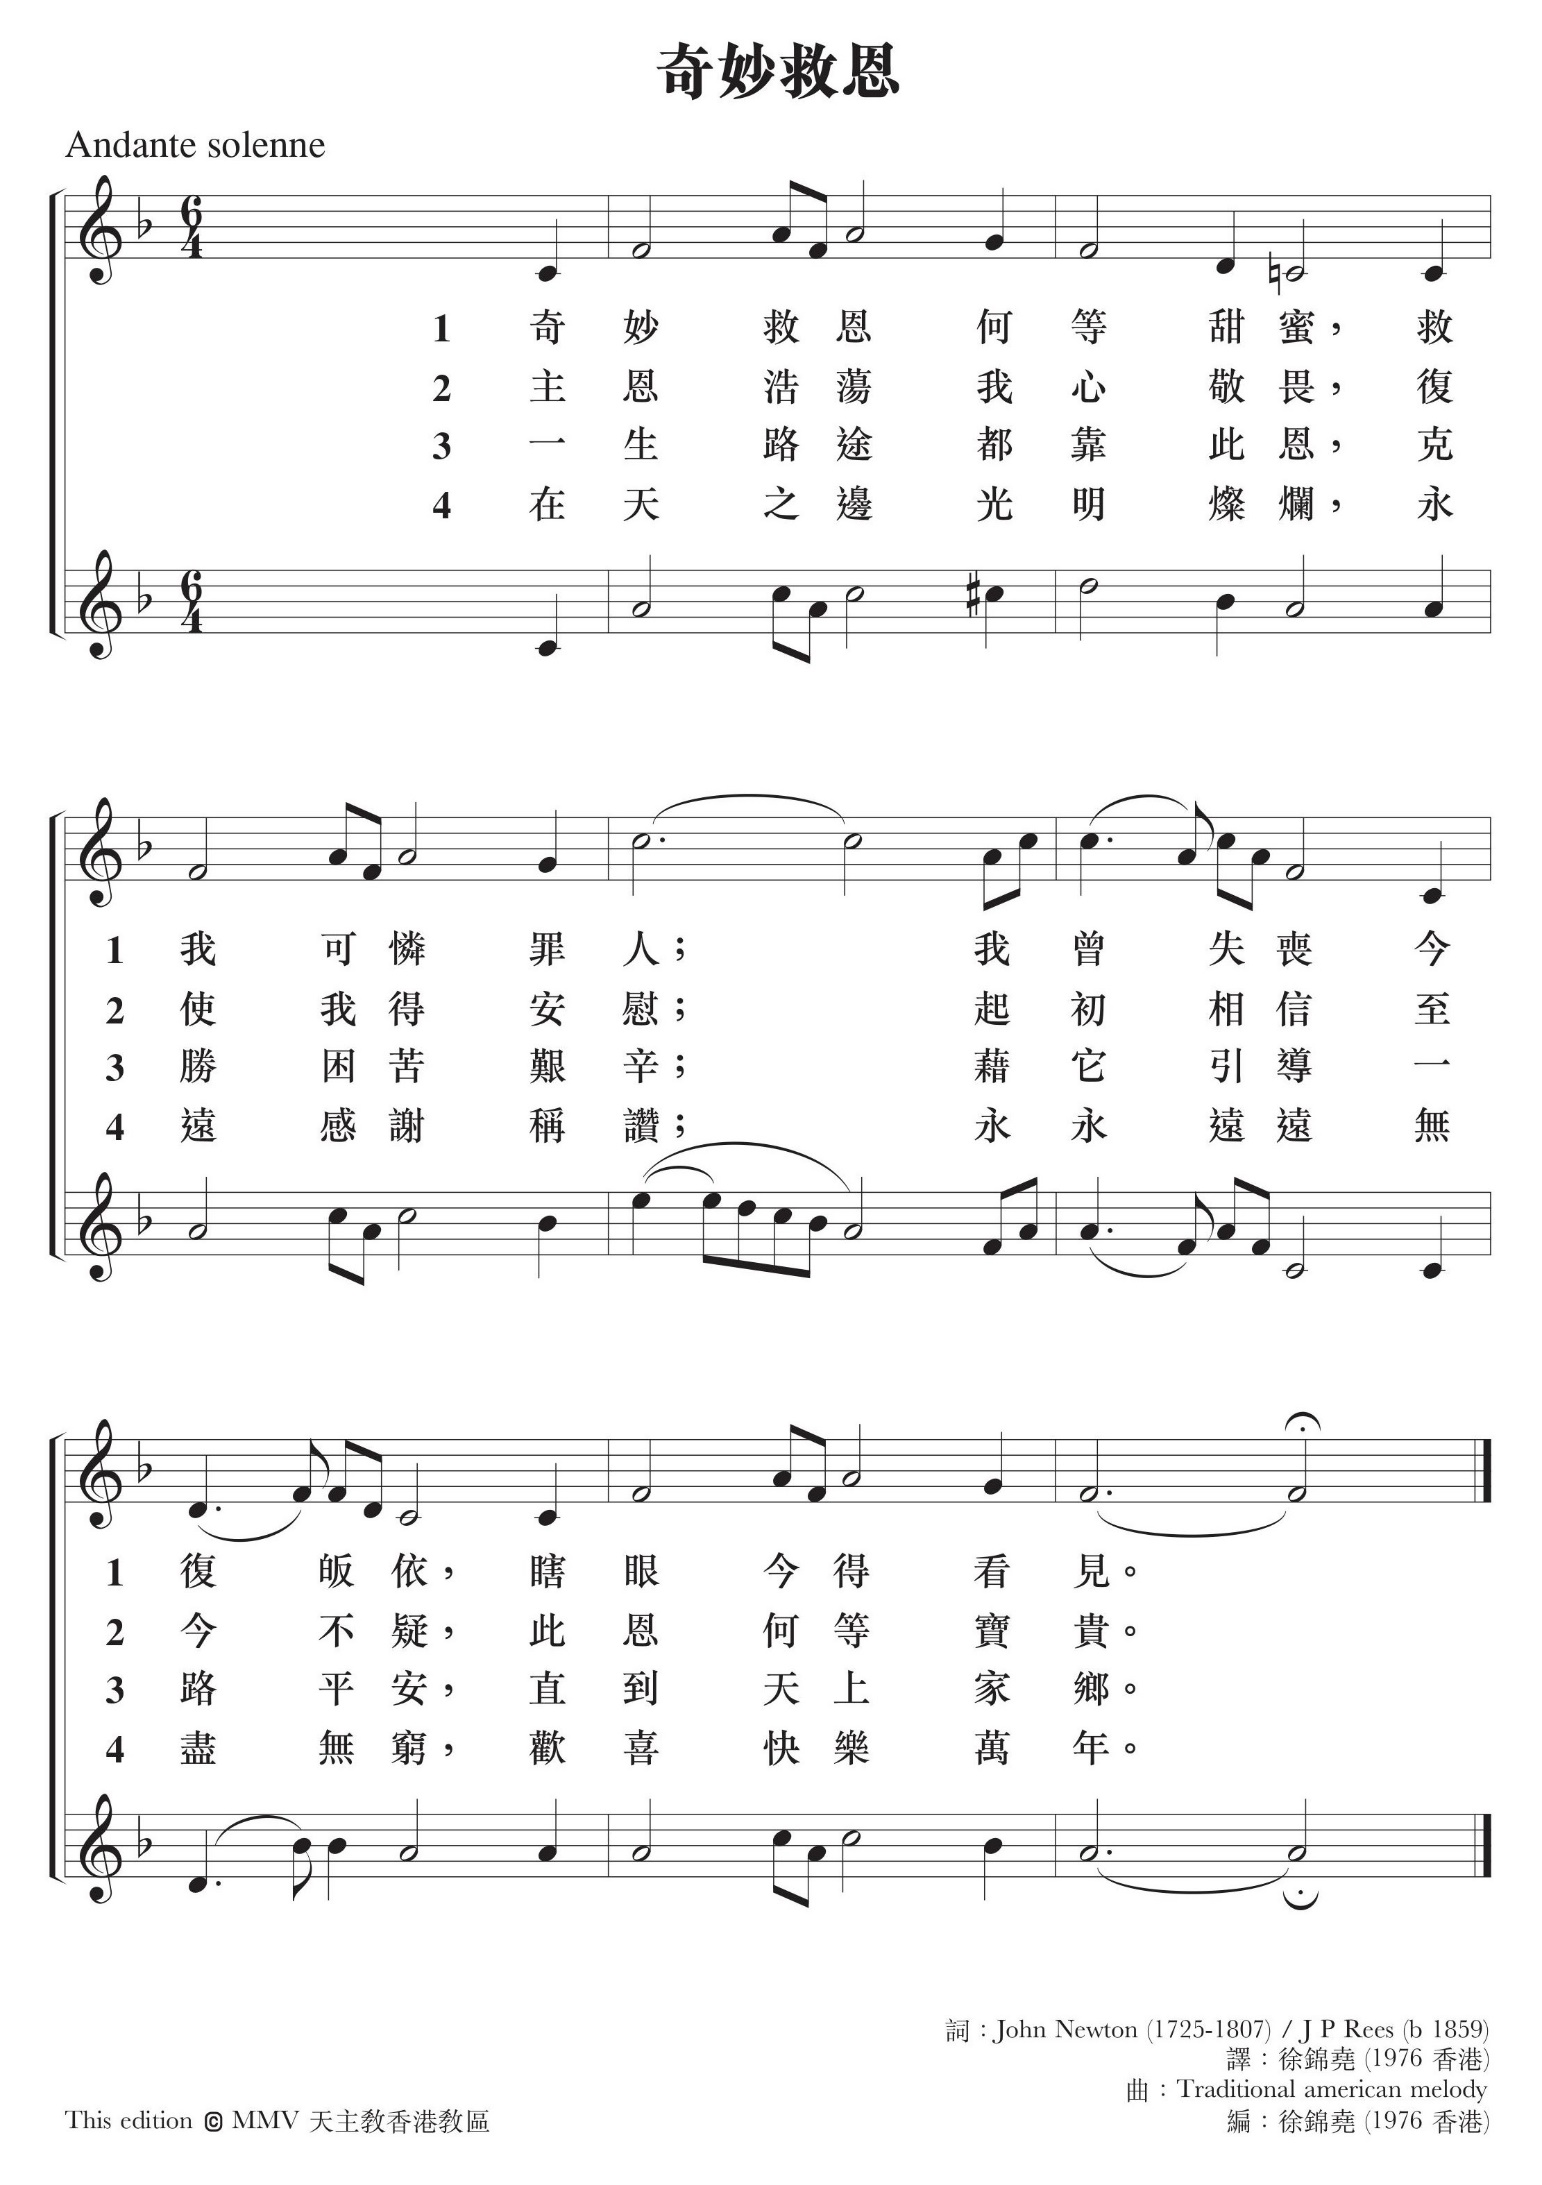 奇妙救恩
Andante solenne
1 奇妙救恩何等甜蜜，救
2 主恩浩蕩我心敬畏，復
3 一生路途都靠此恩，克
4 在天之邊光明燦爛，永
1 我可憐罪人；我曾失喪今
2 使我得安慰；起初相信至
3 勝困苦艱辛；藉它引導一
4 遠感謝稱讚；永永遠遠無
1 復皈依，瞎眼今得看見。
2 今不疑，此恩何等寶貴。
3 路平安，直到天上家鄉。
4 盡無窮，歡喜快樂萬年。
詞：John Newton (1725-1807) / J P Rees (b 1859)
譯：徐錦堯 (1976 香港)
曲：Traditional american melody
This edition © MMV 天主教香港教區
編：徐錦堯 (1976 香港)